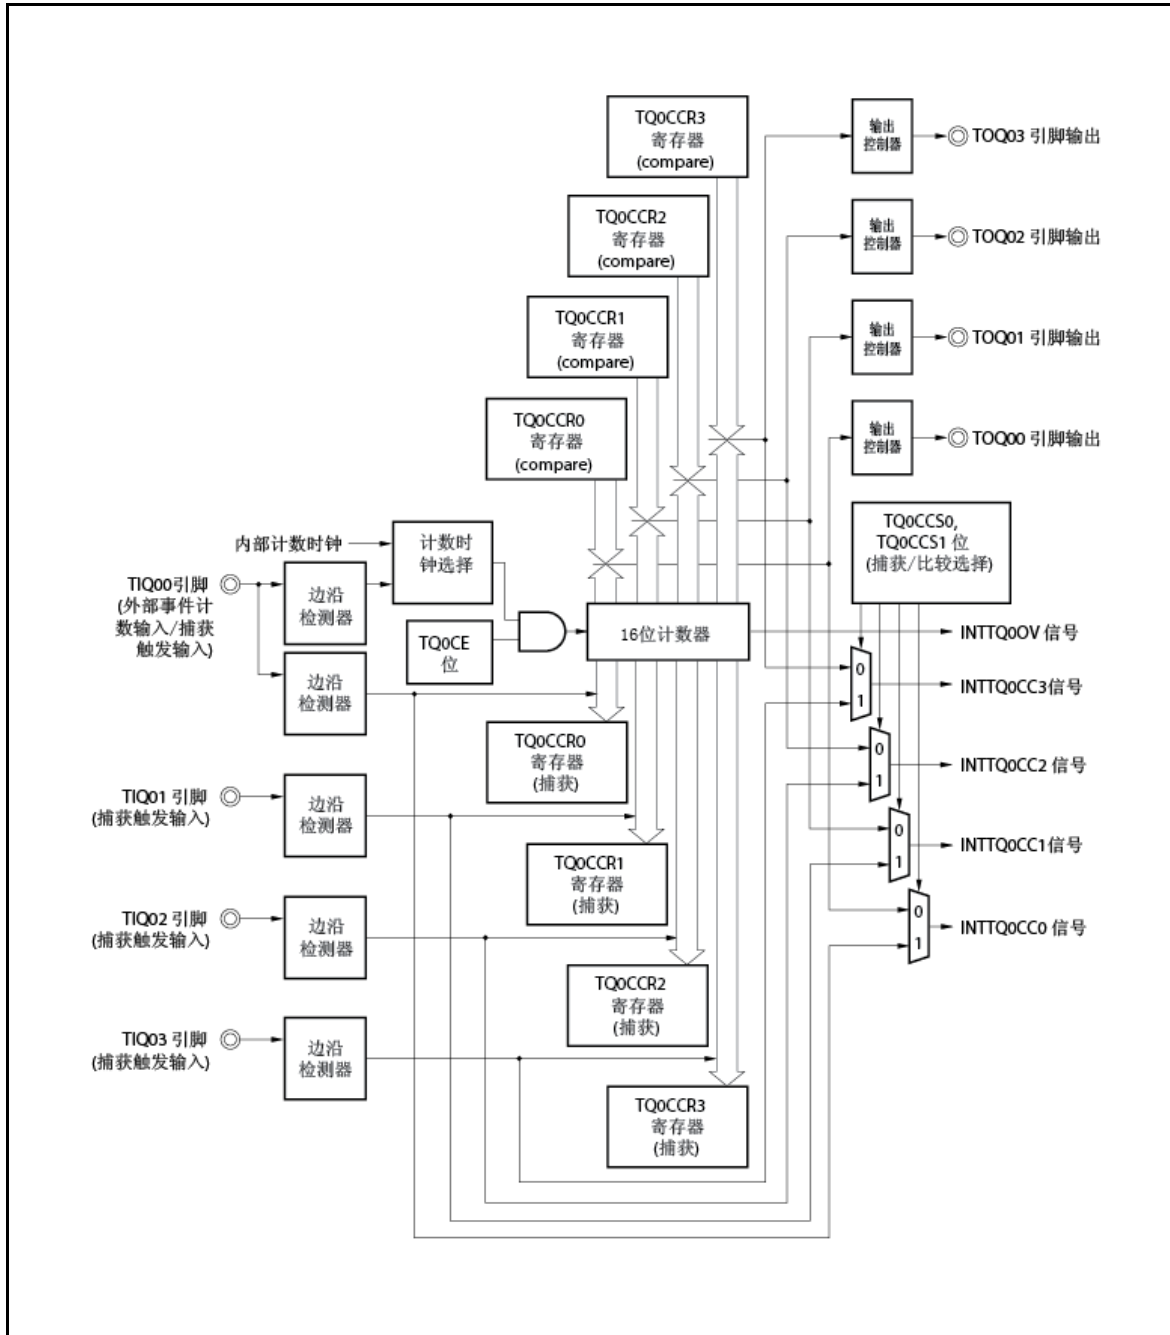 TQ0CCR3
寄存器
(compare)
输出
控制器
TOQ03 引脚输出
TQ0CCR2
寄存器
(compare)
输出
控制器
TOQ02 引脚输出
TQ0CCR1
寄存器
(compare)
输出
控制器
TOQ01 引脚输出
TQ0CCR0
寄存器
(compare)
输出
控制器
TOQ00 引脚输出
TQ0CCS0,
TQ0CCS1 位
(捕获/比较选择)
内部计数时钟
计数时
钟选择
TIQ00引脚
(外部事件计
数输入/捕获
触发输入)
边沿
检测器
TQ0CE
位
16位计数器
INTTQ0OV 信号
边沿
检测器
0
1
INTTQ0CC3信号
TQ0CCR0
寄存器
(捕获)
0
1
INTTQ0CC2 信号
TIQ01 引脚
(捕获触发输入)
边沿
检测器
0
1
INTTQ0CC1信号
TQ0CCR1
寄存器
(捕获)
0
1
INTTQ0CC0 信号
TIQ02 引脚
(捕获触发输入)
边沿
检测器
TQ0CCR2
寄存器
(捕获)
TIQ03 引脚
(捕获触发输入)
边沿
检测器
TQ0CCR3
寄存器
(捕获)